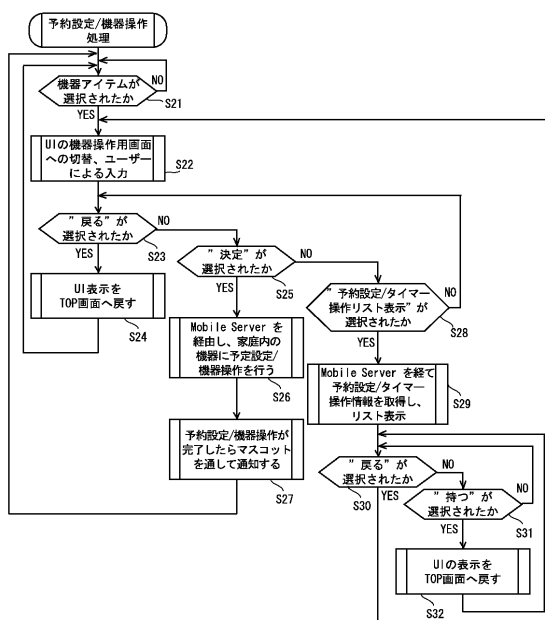 予約設定/機器操作
処理
機器アイテムが
選択されたか
NO
S21
YES
UIの機器操作用画面
への切替、ユーザー
による入力
S22
”戻る”が
選択されたか
NO
S23
YES
UI表示を
TOP画面へ戻す
S24
”決定”が
選択されたか
NO
S25
YES
Mobile Serverを
経由し、家庭内の
機器に予定設定/
機器操作を行う
S26
予約設定/機器操作が
完了したらマスコット
を通して通知する
S27
”予約設定/タイマー
操作リスト表示”が
選択されたか
NO
S28
YES
Mobile Serverを経て
予約設定/タイマー
操作情報を取得し、
リスト表示
S29
”戻る”が
選択されたか
NO
S30
YES
”持つ”が
選択されたか
NO
S31
YES
UIの表示を
TOP画面へ戻す
S32